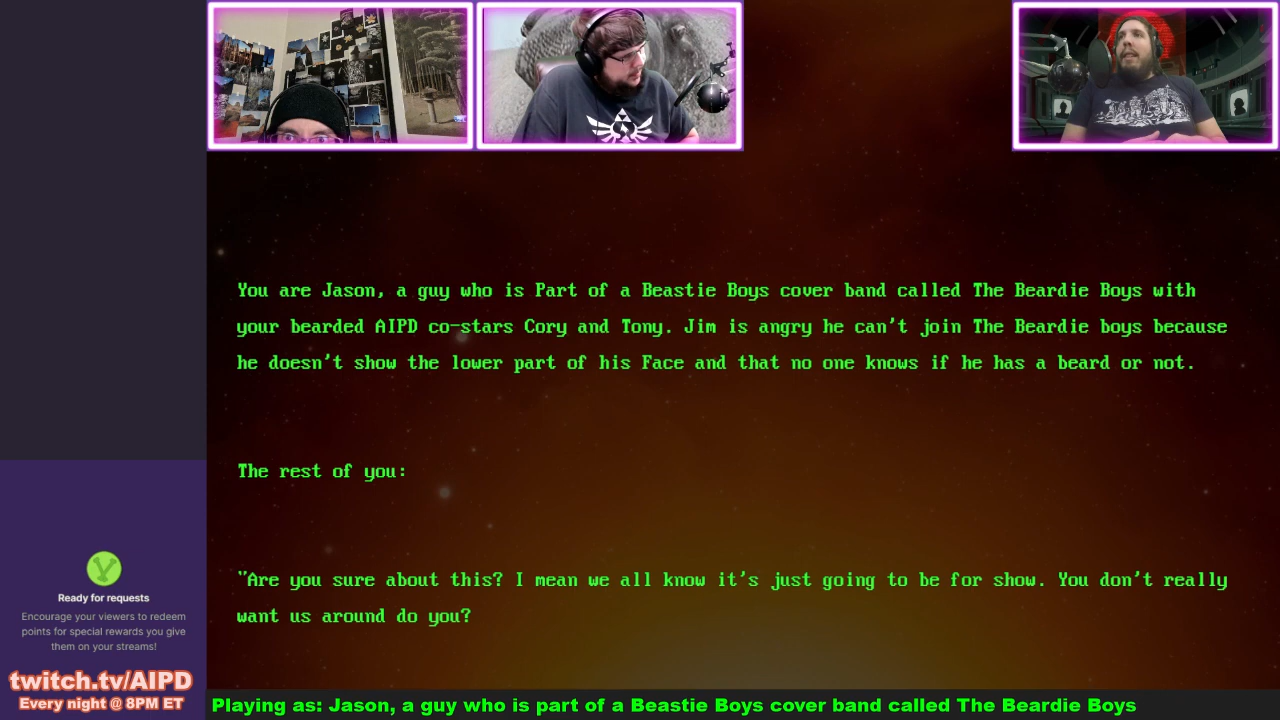 You are Jason, a guy who is Part of a Beastie Boys cover band called The Beardie Boys with
your bearded AIPD co-stars Cory and Tony. Jim is angry he can't join The Beardie boys because
he doesn't show the lower part of his Face and that no one knows if he has a beard or not.
The rest of you:
"Are you sure about this? I mean we all know it's just going to be for show. You don't really
want us around do you?
Ready for requests
Encourage your viewers to redeem
points for special rewards you give
them on your streams!
twitch.tv/AIPD
Every night @ 8PM ET
Playing as: Jason, a guy who is part of a Beastie Boys cover band called The Beardie Boys